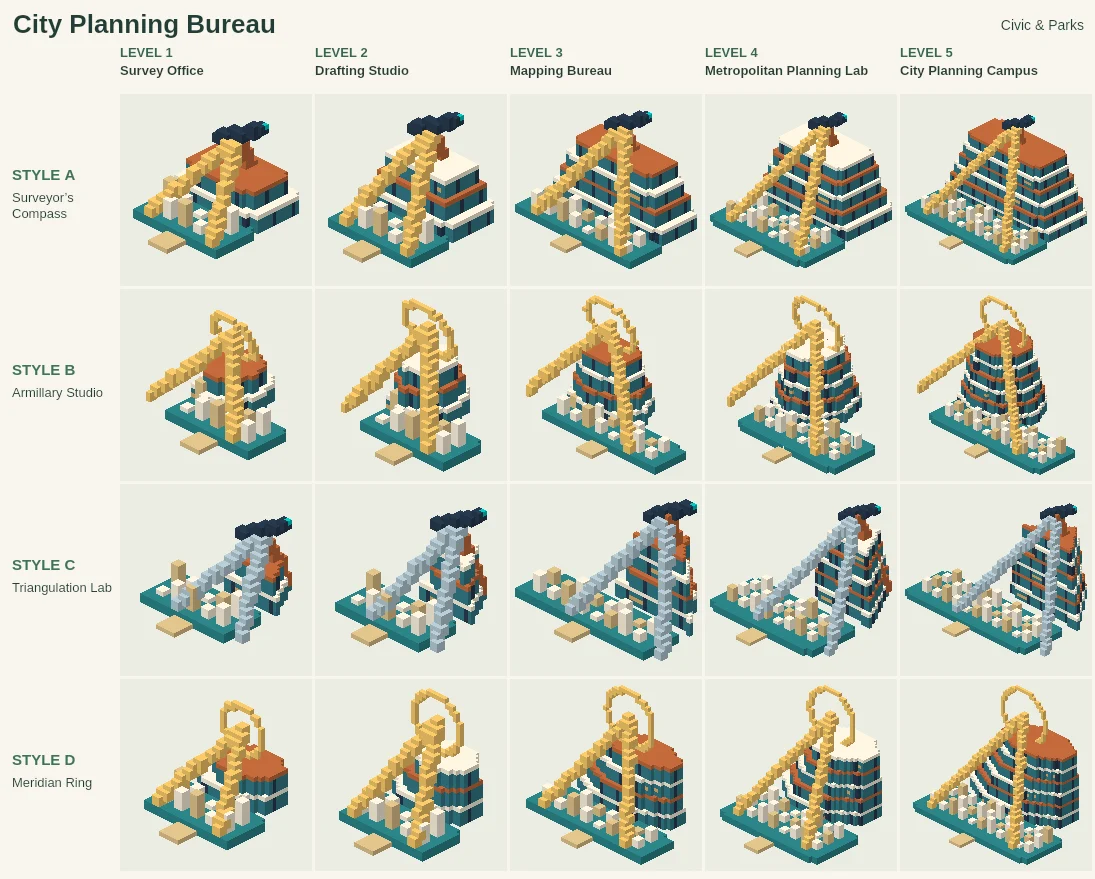 City Planning Bureau
Civic & Parks
LEVEL 1
Survey Office
LEVEL 2
Drafting Studio
LEVEL 3
Mapping Bureau
LEVEL 4
Metropolitan Planning Lab
LEVEL 5
City Planning Campus
STYLE A
Surveyor's
Compass
STYLE B
Armillary Studio
STYLE C
Triangulation Lab
STYLE D
Meridian Ring